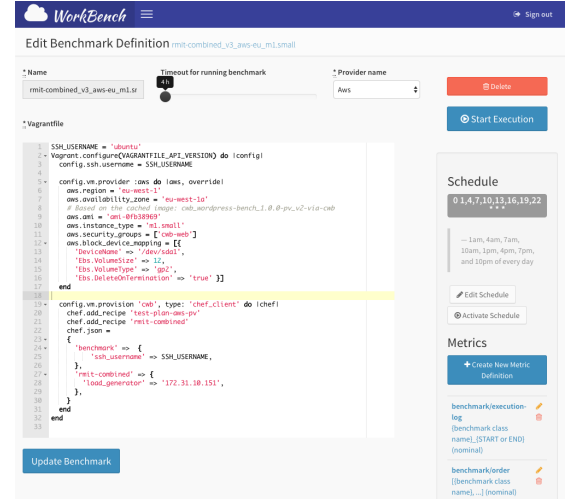 WorkBench
Sign out
Edit Benchmark Definition rmit-combined_v3_aws-eu_m1.small
* Name
Timeout for running benchmark
* Provider name
4 h
rmit-combined_v3_aws-eu_m1.sr
Aws
Delete
Start Execution
* Vagrantfile
1 SSH_USERNAME = 'ubuntu'
2 Vagrant.configure(VAGRANTFILE_API_VERSION) do |config|
3 config.ssh.username = SSH_USERNAME
4
5 config.vm.provider :aws do |aws, override|
6 aws.region = 'eu-west-1'
7 aws.availability_zone = 'eu-west-1a'
8 # Based on the cached image: cwb_wordpress-bench_1.0.0-pv_v2-via-cwb
9 aws.ami = 'ami-0fb38969'
10 aws.instance_type = 'm1.small'
11 aws.security_groups = ['cwb-web']
12 aws.block_device_mapping = [{
13 'DeviceName' => '/dev/sda1',
14 'Ebs.VolumeSize' => 12,
15 'Ebs.VolumeType' => 'gp2',
16 'Ebs.DeleteOnTermination' => 'true' }]
17 end
18
19 config.vm.provision 'cwb', type: 'chef_client' do |chef|
20 chef.add_recipe 'test-plan-aws-pv'
21 chef.add_recipe 'rmit-combined'
22 chef.json =
23 {
24 'benchmark' => {
25 'ssh_username' => SSH_USERNAME,
26 },
27 'rmit-combined' => {
28 'load_generator' => '172.31.10.151',
29 },
30 }
31 end
32 end
33
Update Benchmark
Schedule
0 1,4,7,10,13,16,19,22
* * *
— 1am, 4am, 7am,
10am, 1pm, 4pm, 7pm,
and 10pm of every day
Edit Schedule
Activate Schedule
Metrics
+ Create New Metric
Definition
benchmark/execution-
log
{benchmark class
name}_{START or END}
(nominal)
benchmark/order
[{benchmark class
name}, ...] (nominal)